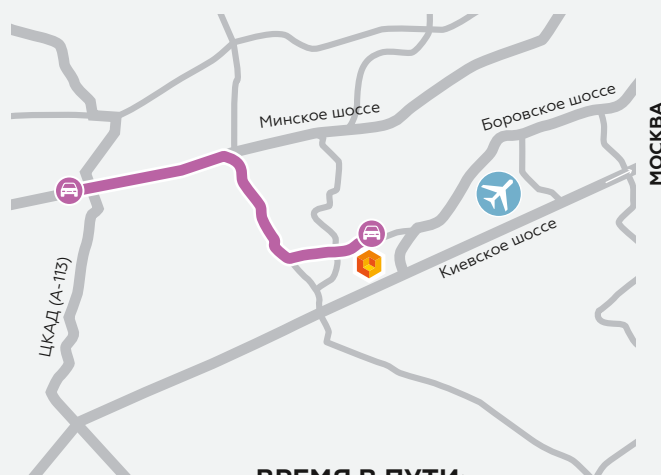 Минское шоссе
Боровское шоссе
МОСКВА
Киевское шоссе
ЦКАД (А-113)
ВРЕМЯ В ПУТИ